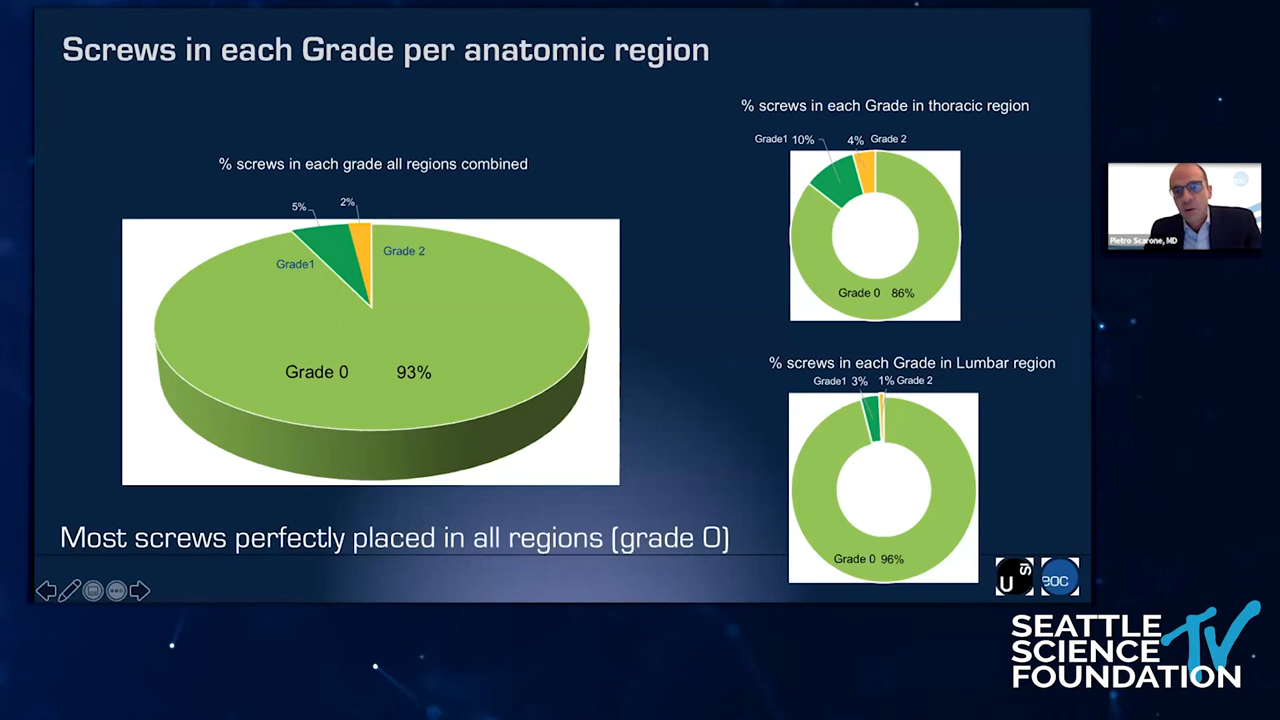 Screws in each Grade per anatomic region
% screws in each grade all regions combined
5%
2%
Grade1
Grade 2
Grade 0 93%
% screws in each Grade in thoracic region
Grade1 10% 4% Grade 2
Grade 0 86%
% screws in each Grade in Lumbar region
Grade1 3% 1% Grade 2
Grade 0 96%
Most screws perfectly placed in all regions (grade 0)
U SI
eoc
Pietro Scarone, MD
SEATTLE
SCIENCE
FOUNDATION
TV